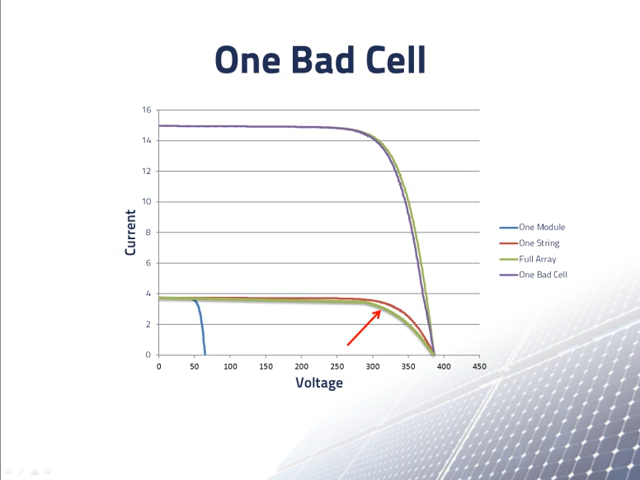 One Bad Cell
16
14
12
10
8
6
4
2
0
Current
0 50 100 150 200 250 300 350 400 450
Voltage
One Module
One String
Full Array
One Bad Cell